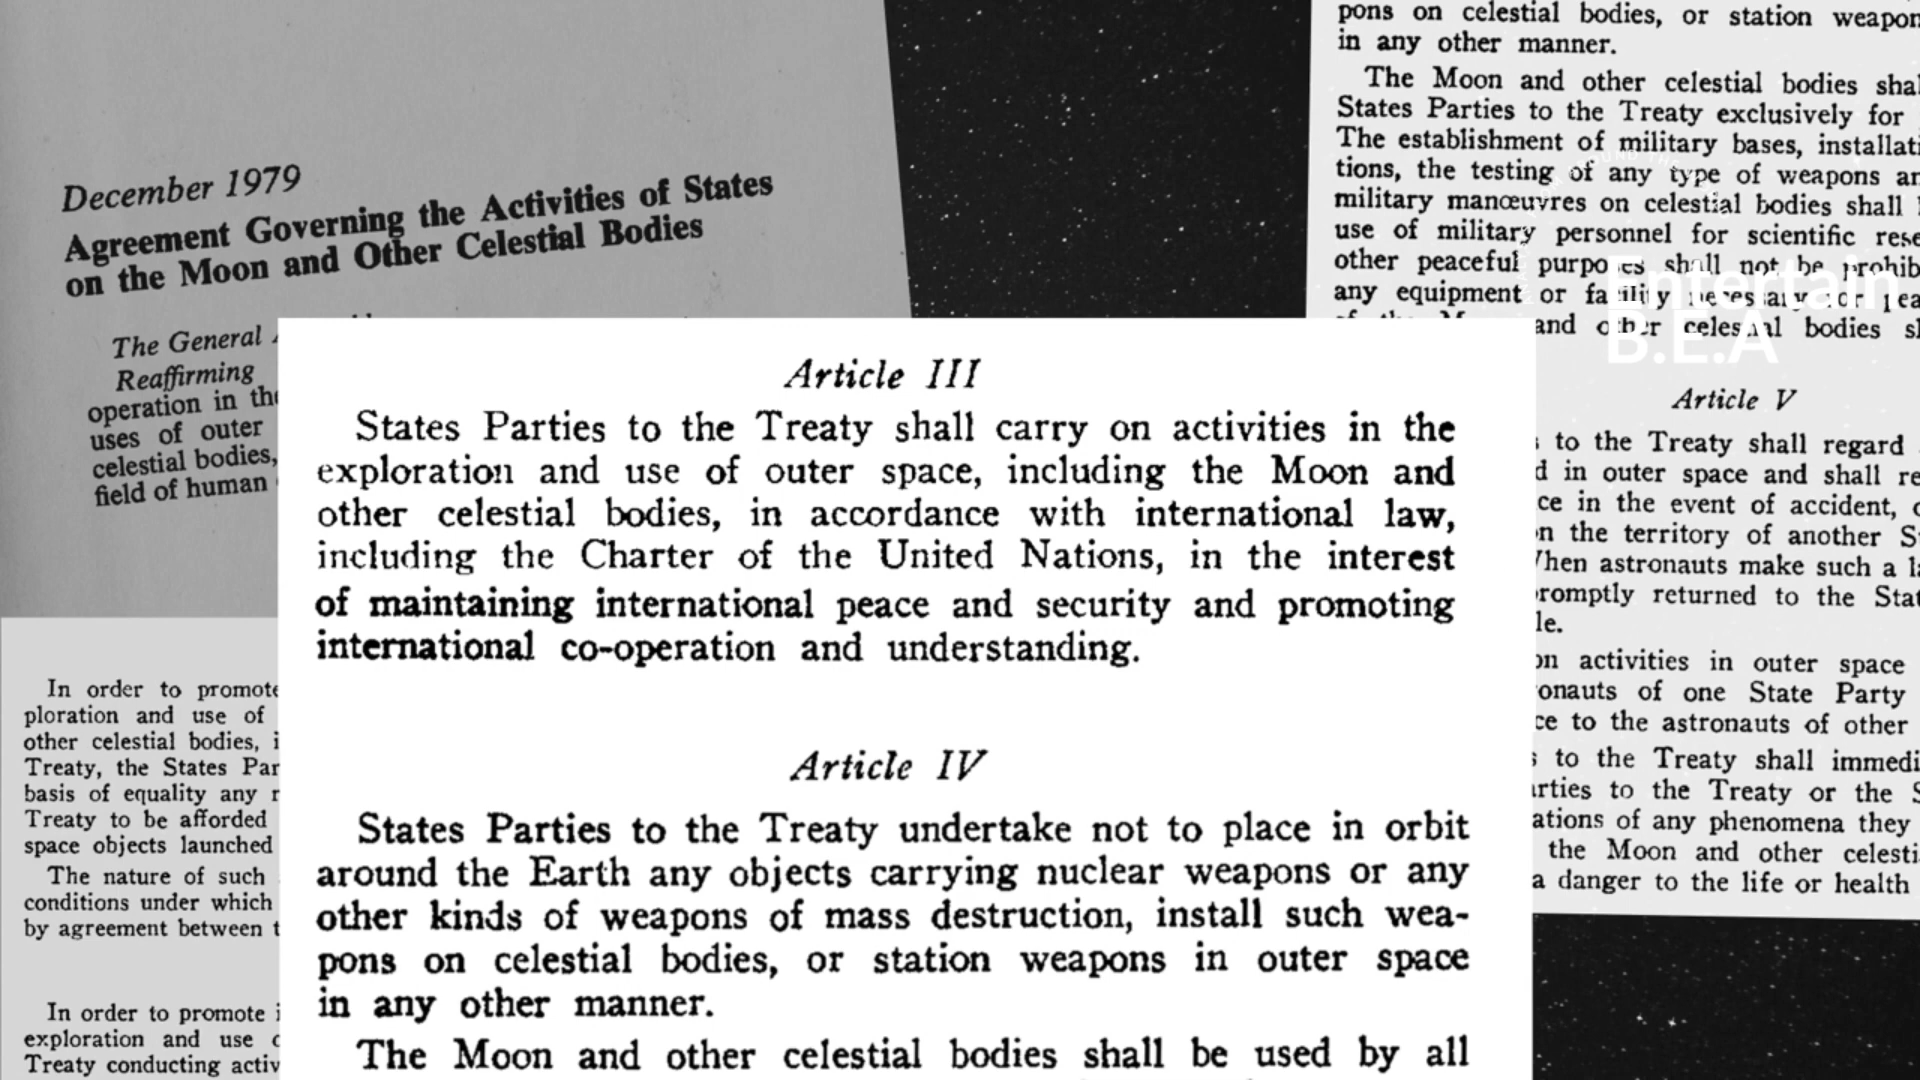 December 1979
Agreement Governing the Activities of States
on the Moon and Other Celestial Bodies
The General
Reaffirming
operation in the
uses of outer
celestial bodies,
field of human
In order to promote
ploration and use of
other celestial bodies,
Treaty, the States
basis of equality any
Treaty to be afforded
space objects launched
The nature of such
conditions under which
by agreement between
In order to promote
exploration and use
Treaty conducting
Article III
States Parties to the Treaty shall carry on activities in the
exploration and use of outer space, including the Moon and
other celestial bodies, in accordance with international law,
including the Charter of the United Nations, in the interest
of maintaining international peace and security and promoting
international co-operation and understanding.
Article IV
States Parties to the Treaty undertake not to place in orbit
around the Earth any objects carrying nuclear weapons or any
other kinds of weapons of mass destruction, install such wea-
pons on celestial bodies, or station weapons in outer space
in any other manner.
The Moon and other celestial bodies shall be used by all
pons on celestial bodies, or station weapon
in any other manner.
The Moon and other celestial bodies
States Parties to the Treaty exclusively for
The establishment of military bases,
tions, the testing of any type of weapons
military manœuvres on celestial bodies shall
use of military personnel for scientific
other peaceful purposes shall not be
any equipment or facility necessary for
and other celestial bodies
Article V
to the Treaty shall regard
in outer space and shall
in the event of accident,
the territory of another
astronauts make such a
returned to the
activities in outer space
of one State Party
to the astronauts of other
to the Treaty shall
to the Treaty or the
of any phenomena they
the Moon and other
a danger to the life or health
Entertain
B.E.A